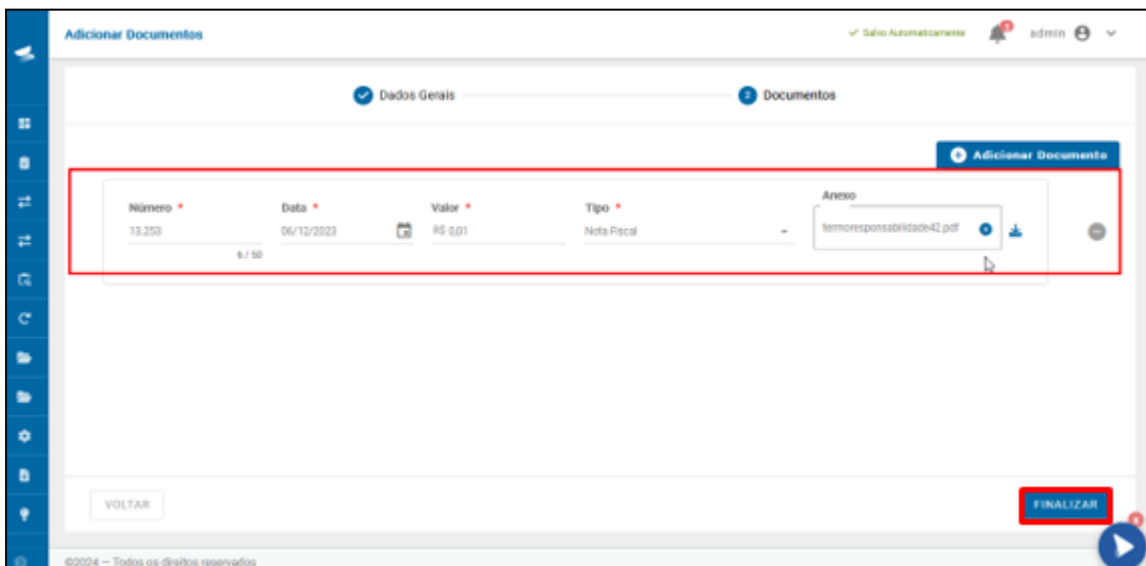 Adicionar Documentos
Salvo Automaticamente
admin
Dados Gerais
2 Documentos
Adicionar Documento
Número *
Data *
Valor *
Tipo *
Anexo
13.253
06/12/2023
R$ 0,01
Nota Fiscal
termoresponsabilidade42.pdf
6 / 50
VOLTAR
FINALIZAR
©2024 — Todos os direitos reservados